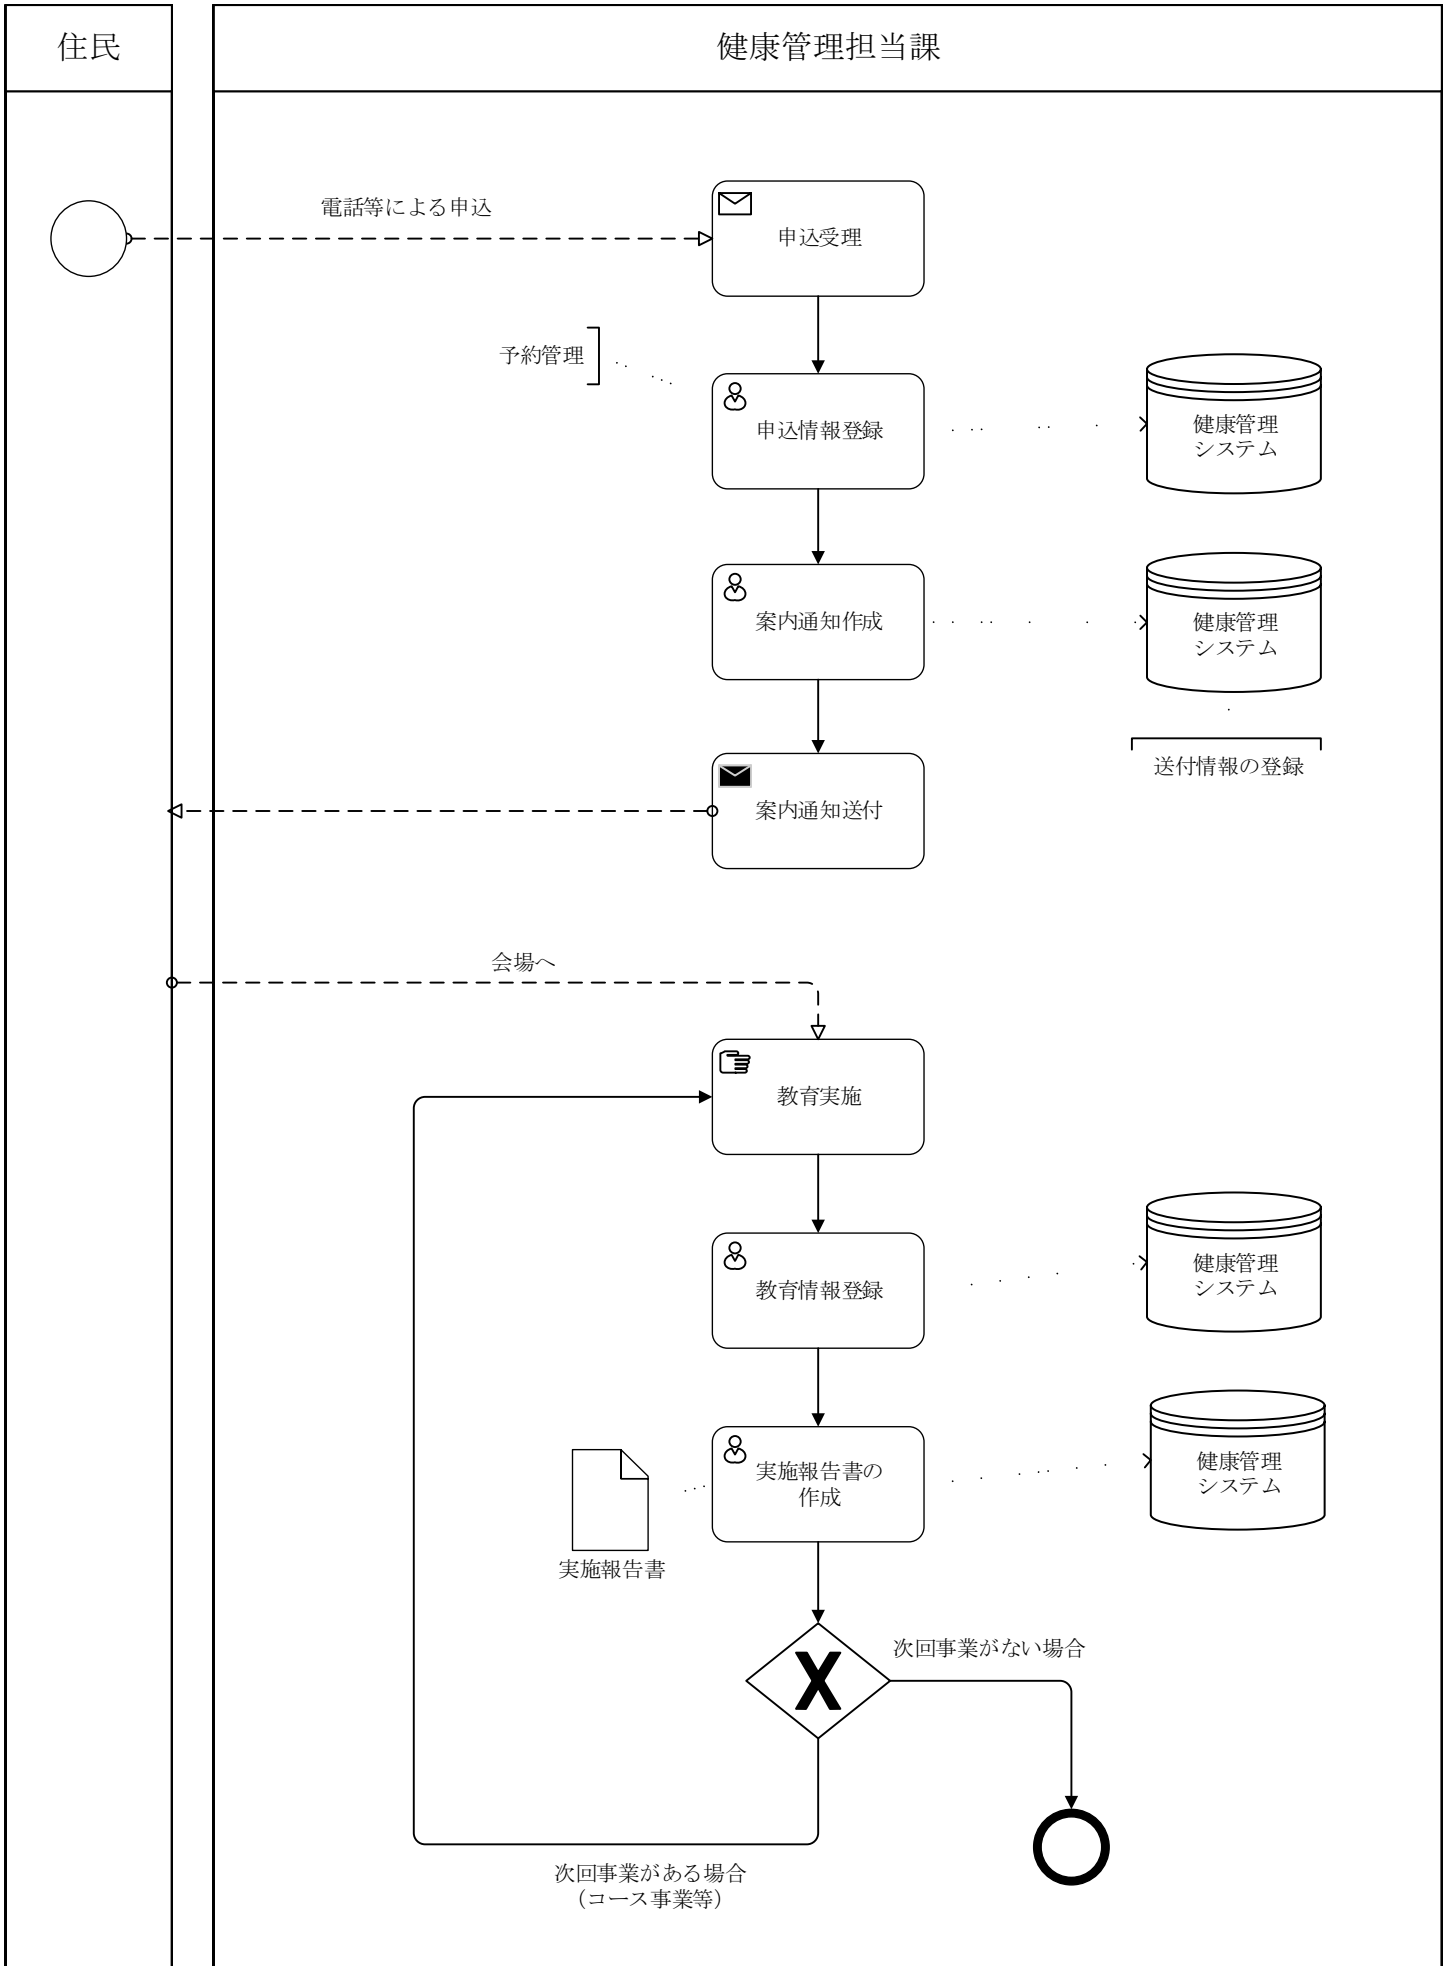 住民
健康管理担当課
電話等による申込
申込受理
予約管理
申込情報登録
健康管理
システム
案内通知作成
健康管理
システム
送付情報の登録
案内通知送付
会場へ
教育実施
教育情報登録
健康管理
システム
実施報告書の
作成
健康管理
システム
実施報告書
次回事業がない場合
次回事業がある場合
（コース事業等）